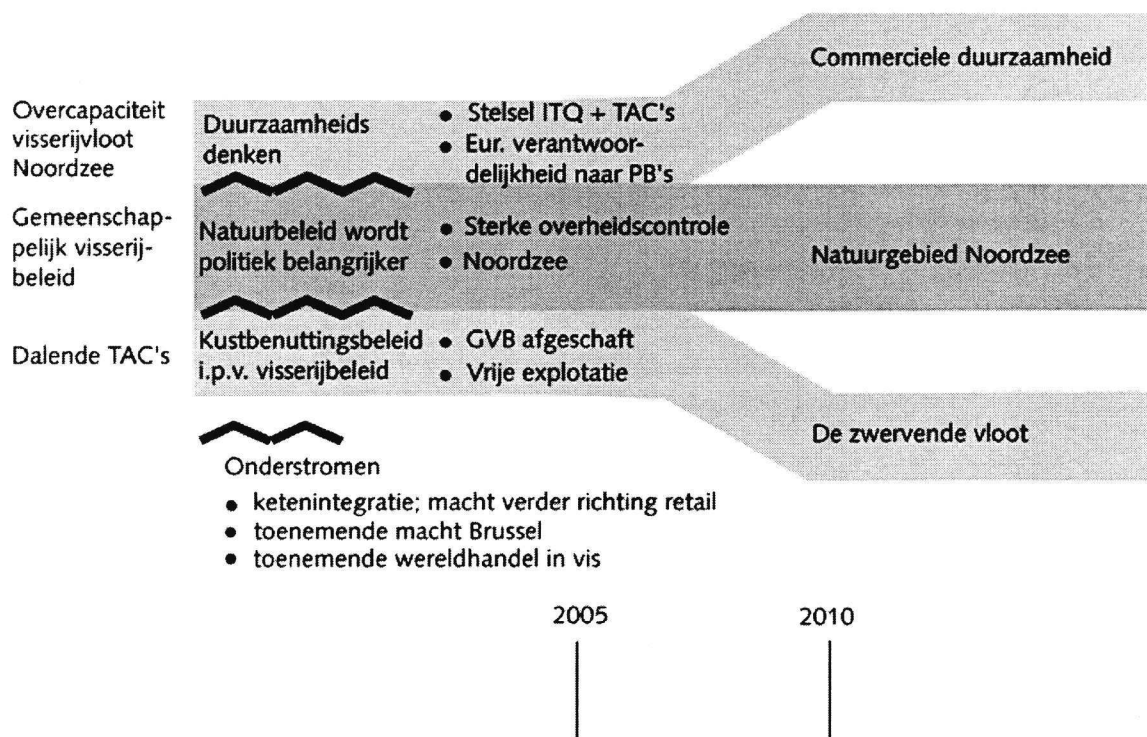 Overcapaciteit
visserijvloot
Noordzee
Gemeenschap-
pelijk visserij-
beleid
Dalende TAC's
Duurzaamheids
denken
Natuurbeleid wordt
politiek belangrijker
Kustbenuttingsbeleid
i.p.v. visserijbeleid
• Stelsel ITQ + TAC's
• Eur. verantwoor-
delijkheid naar PB's
• Sterke overheidscontrole
• Noordzee
• GVB afgeschaft
• Vrije explotatie
Commerciele duurzaamheid
Natuurgebied Noordzee
De zwervende vloot
Onderstromen
• ketenintegratie; macht verder richting retail
• toenemende macht Brussel
• toenemende wereldhandel in vis
2005
2010